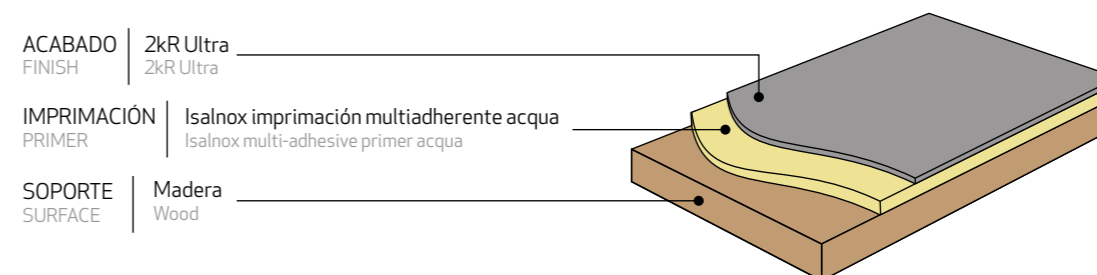 ACABADO
FINISH
2kR Ultra
2kR Ultra
IMPRIMACIÓN
PRIMER
Isalnox imprimación multiadherente acqua
Isalnox multi-adhesive primer acqua
SOPORTE
SURFACE
Madera
Wood